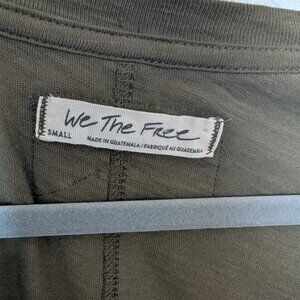 We The Free
SMALL
MADE IN GUATEMALA / FABRIQUÉ AU GUATEMALA